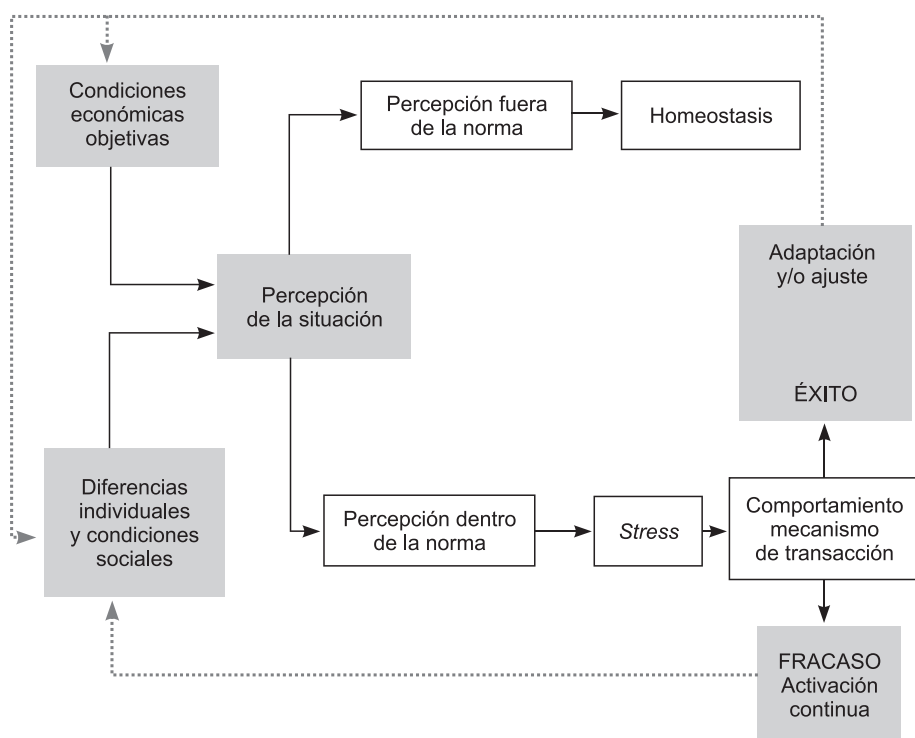 Condiciones
económicas
objetivas
Percepción fuera
de la norma
Homeostasis
Percepción
de la situación
Adaptación
y/o ajuste
ÉXITO
Diferencias
individuales
y condiciones
sociales
Percepción dentro
de la norma
Stress
Comportamiento
mecanismo
de transacción
FRACASO
Activación
continua